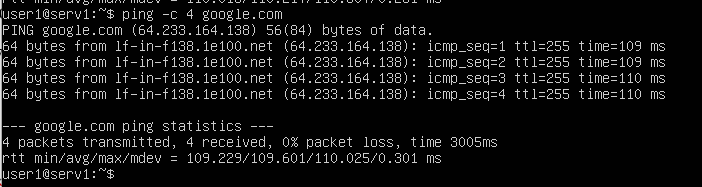 user1@serv1:~$ ping -c 4 google.com
PING google.com (64.233.164.138) 56(84) bytes of data.
64 bytes from lf-in-f138.1e100.net (64.233.164.138): icmp_seq=1 ttl=255 time=109 ms
64 bytes from lf-in-f138.1e100.net (64.233.164.138): icmp_seq=2 ttl=255 time=109 ms
64 bytes from lf-in-f138.1e100.net (64.233.164.138): icmp_seq=3 ttl=255 time=110 ms
64 bytes from lf-in-f138.1e100.net (64.233.164.138): icmp_seq=4 ttl=255 time=110 ms
--- google.com ping statistics ---
4 packets transmitted, 4 received, 0% packet loss, time 3005ms
rtt min/avg/max/mdev = 109.229/109.601/110.025/0.301 ms
user1@serv1:~$